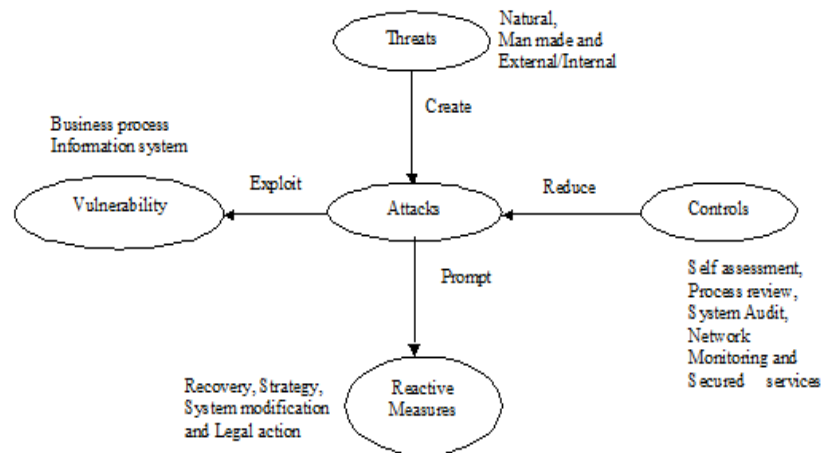 Threats
Natural,
Man made and
External/Internal
Create
Business process
Information system
Exploit
Reduce
Vulnerability
Attacks
Controls
Prompt
Self assessment,
Process review,
System Audit,
Network
Monitoring and
Secured services
Recovery, Strategy,
System modification
and Legal action
Reactive
Measures